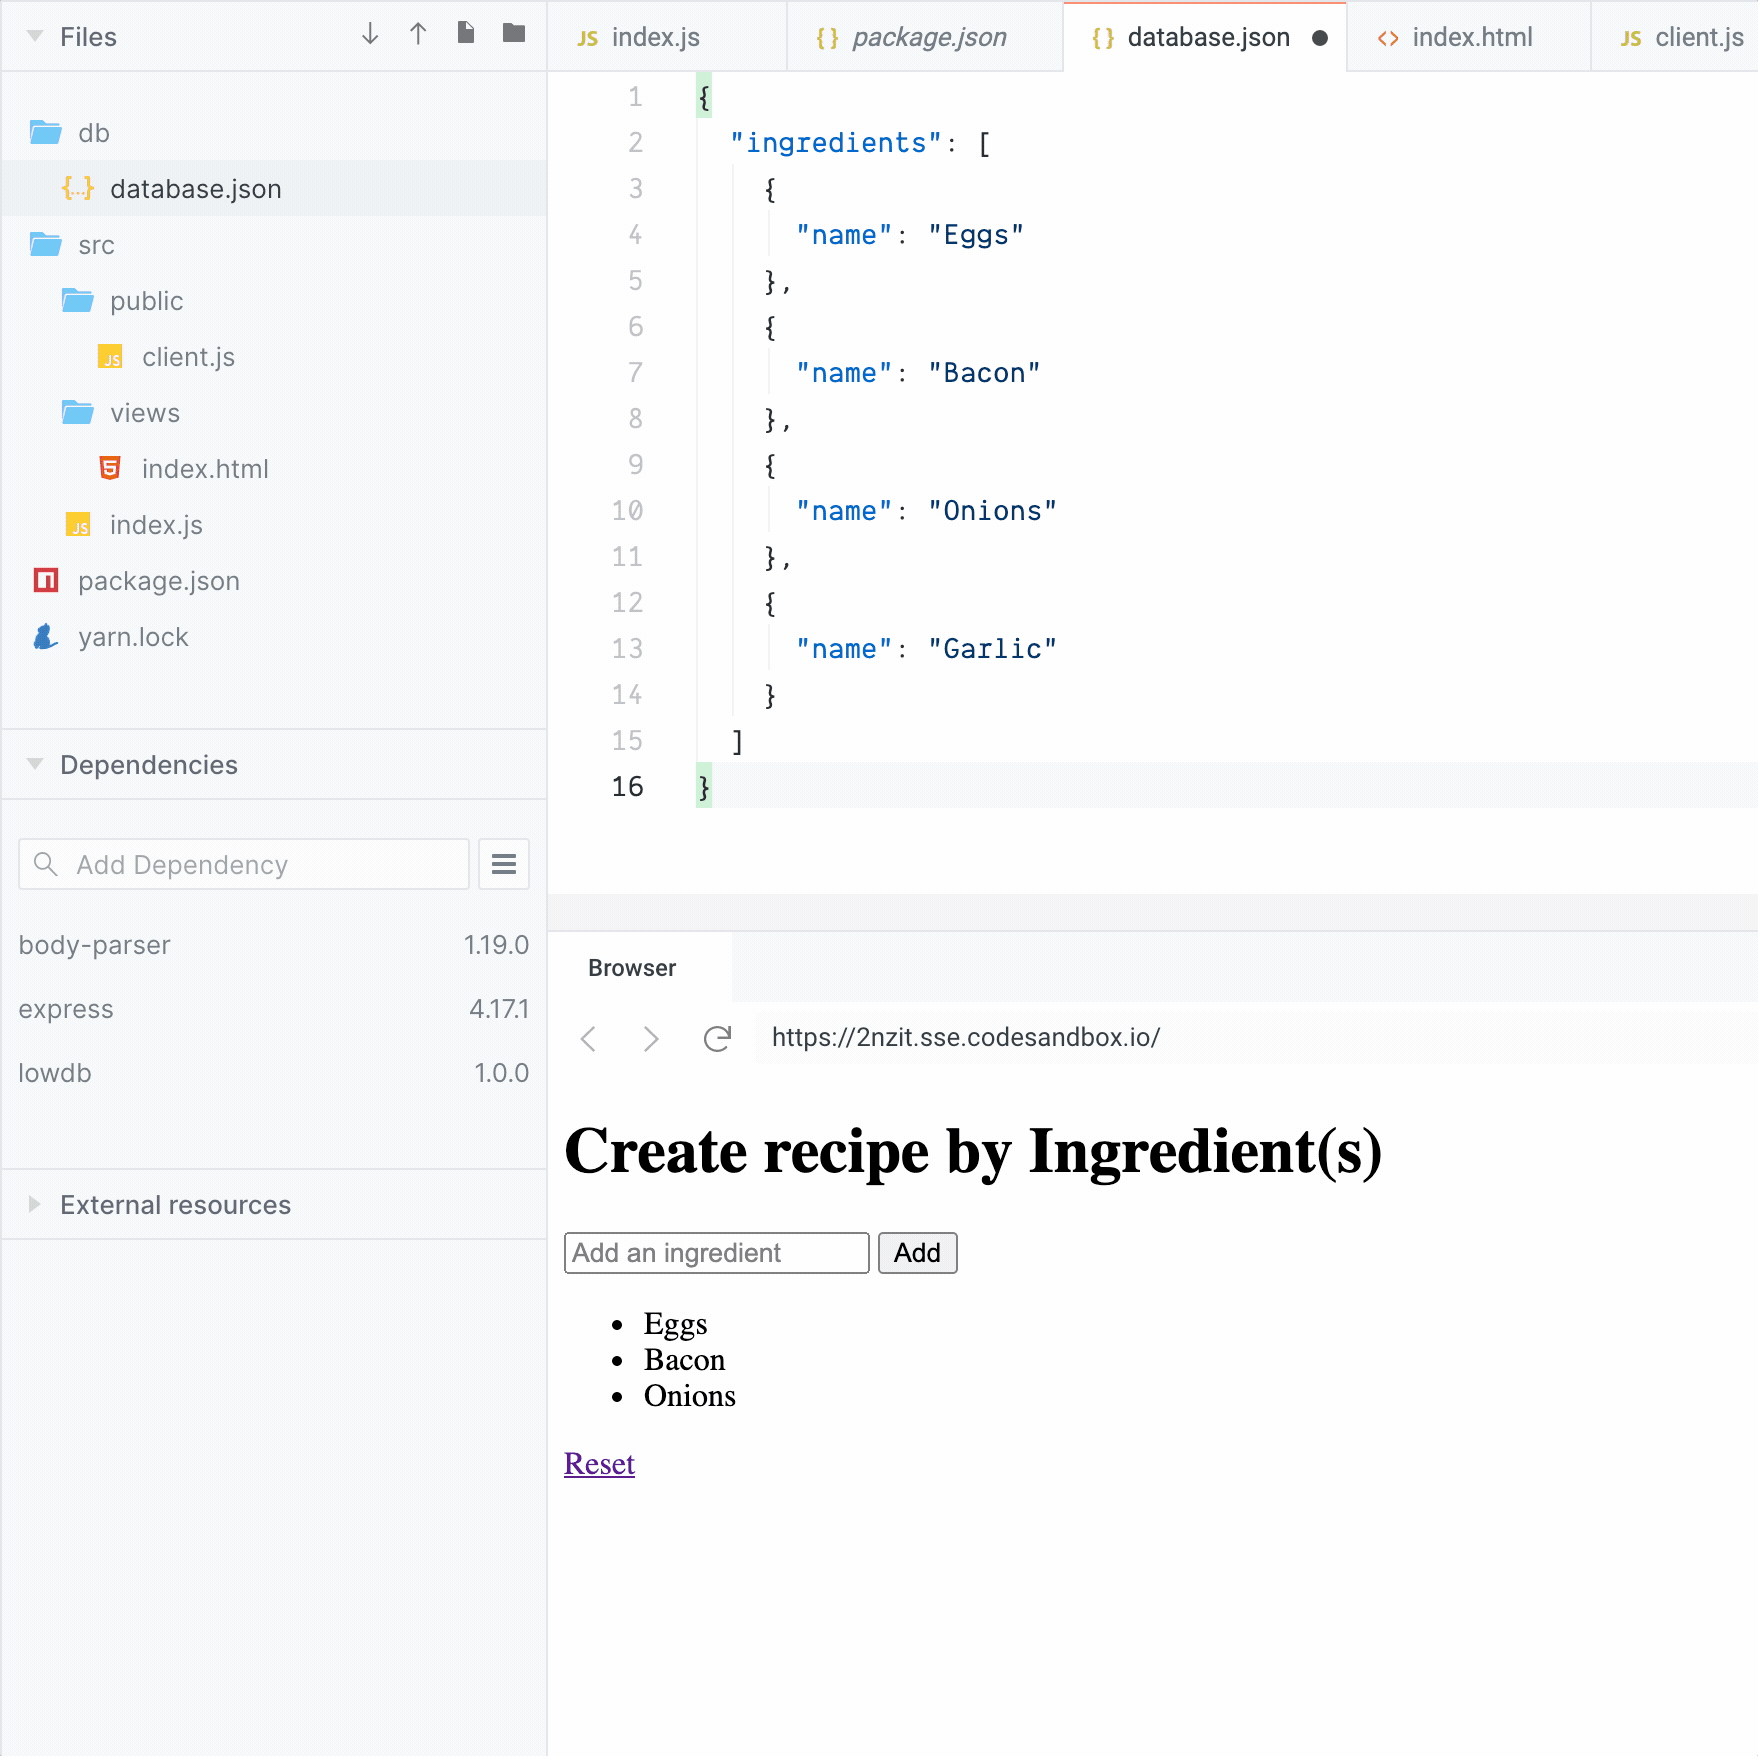 Files
db
database.json
src
public
client.js
views
index.html
index.js
package.json
yarn.lock
Dependencies
Add Dependency
body-parser 1.19.0
express 4.17.1
lowdb 1.0.0
External resources
JS index.js {} package.json {} database.json <> index.html JS client.js
1 {
2 "ingredients": [
3 {
4 "name": "Eggs"
5 },
6 {
7 "name": "Bacon"
8 },
9 {
10 "name": "Onions"
11 },
12 {
13 "name": "Garlic"
14 }
15 ]
16 }
Browser
https://2nzit.sse.codesandbox.io/
Create recipe by Ingredient(s)
Add an ingredient Add
• Eggs
• Bacon
• Onions
Reset